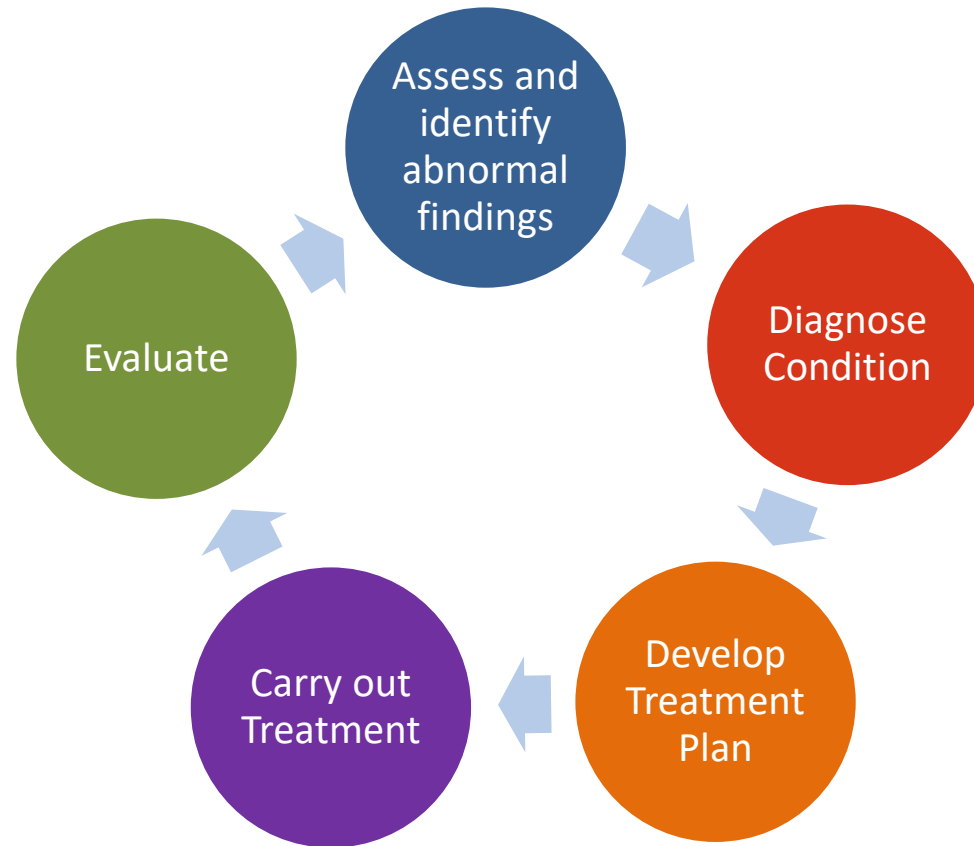 Assess and
identify
abnormal
findings
Diagnose
Condition
Develop
Treatment
Plan
Carry out
Treatment
Evaluate